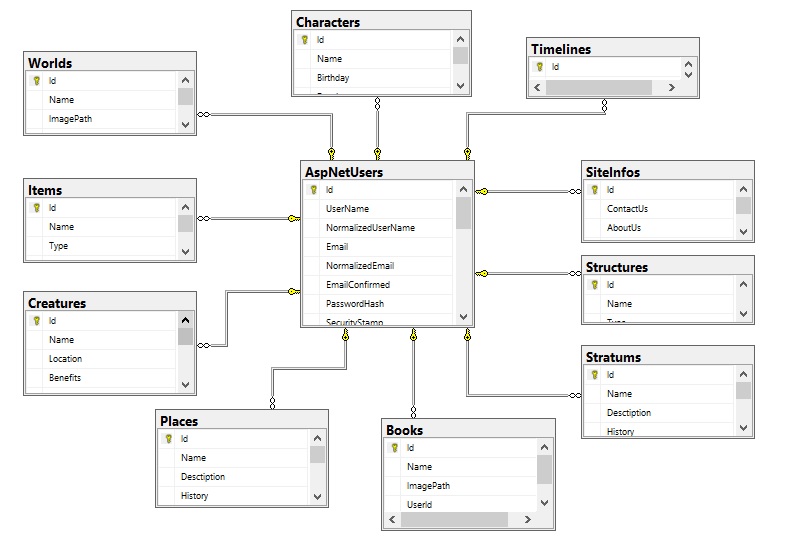 Characters
Id
Name
Birthday
Timelines
Id
Worlds
Id
Name
ImagePath
AspNetUsers
Id
UserName
NormalizedUserName
Email
NormalizedEmail
EmailConfirmed
PasswordHash
SecurityStamp
SiteInfos
Id
ContactUs
AboutUs
Items
Id
Name
Type
Structures
Id
Name
Type
Creatures
Id
Name
Location
Benefits
Stratums
Id
Name
Desctiption
History
Places
Id
Name
Desctiption
History
Books
Id
Name
ImagePath
UserId